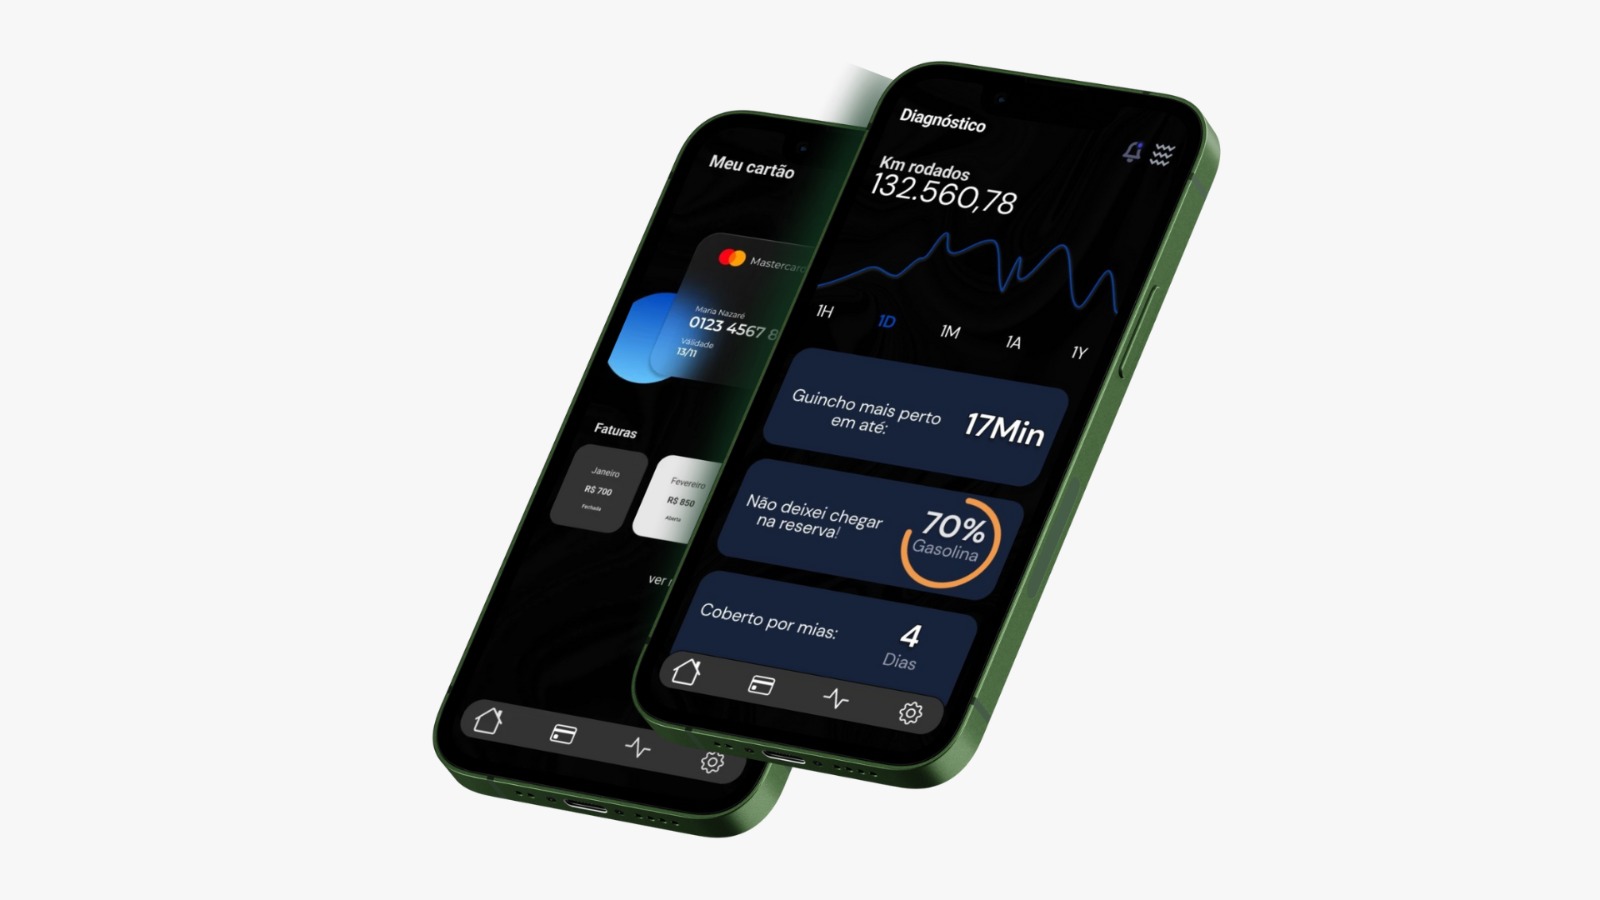 Meu cartão
Mastercard
Maria Nazaré
0123 4567 8
Válidade
13/11
Faturas
Janeiro
R$ 700
Fechada
Fevereiro
R$ 850
Aberta
ver
Diagnóstico
Km rodados
132.560,78
1H
1D
1M
1A
1Y
Guincho mais perto
em até:
17Min
Não deixei chegar
na reserva!
70%
Gasolina
Coberto por mias:
4
Dias